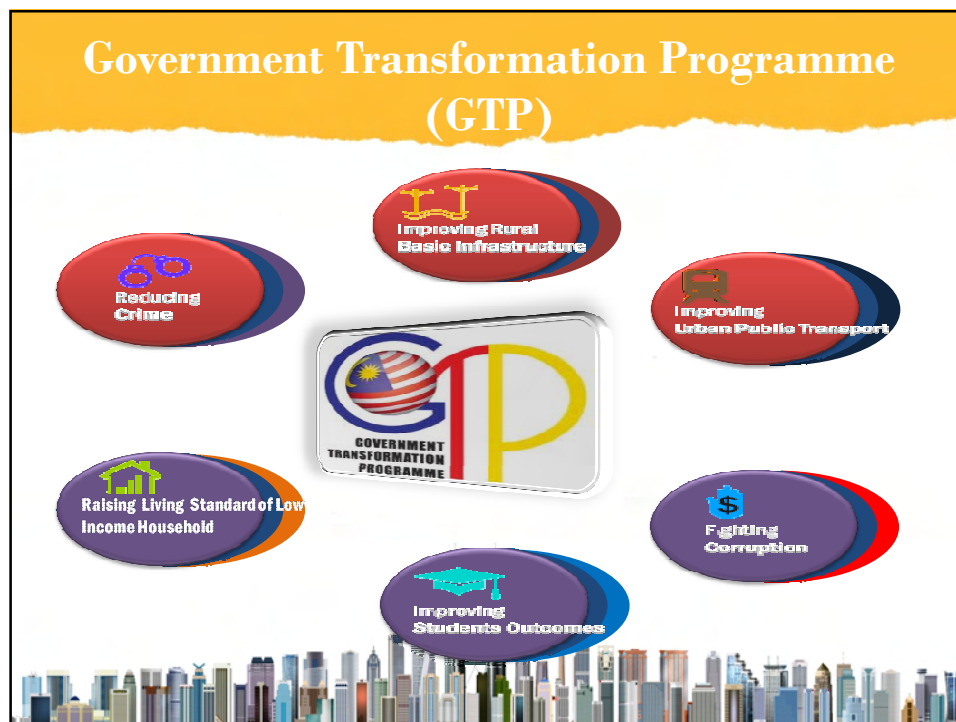 Government Transformation Programme
(GTP)
Improving Rural
Basic Infrastructure
Reducing
Crime
Improving
Urban Public Transport
GTP
GOVERNMENT
TRANSFORMATION
PROGRAMME
Raising Living Standard of Low
Income Household
$
Fighting
Corruption
Improving
Students Outcomes